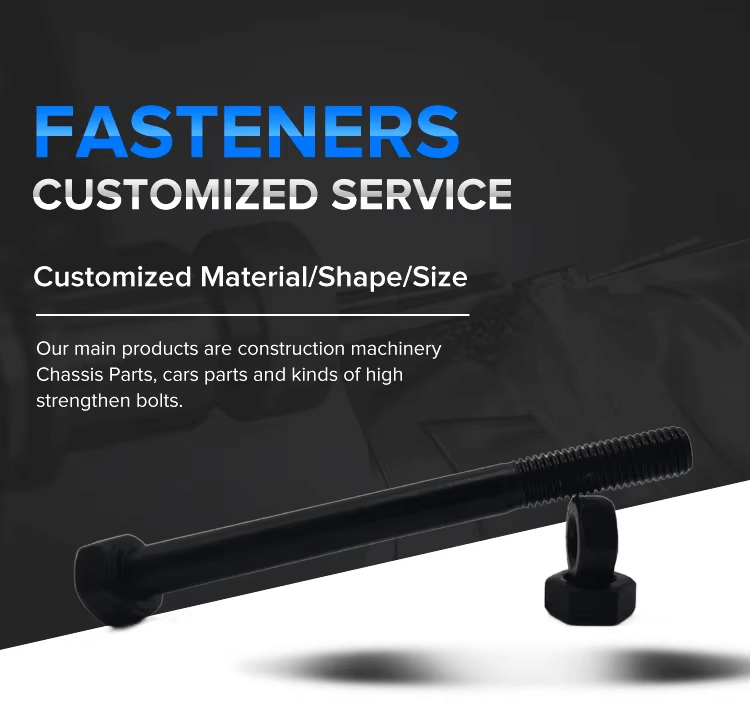 FASTENERS
CUSTOMIZED SERVICE
Customized Material/Shape/Size
Our main products are construction machinery
Chassis Parts, cars parts and kinds of high
strengthen bolts.